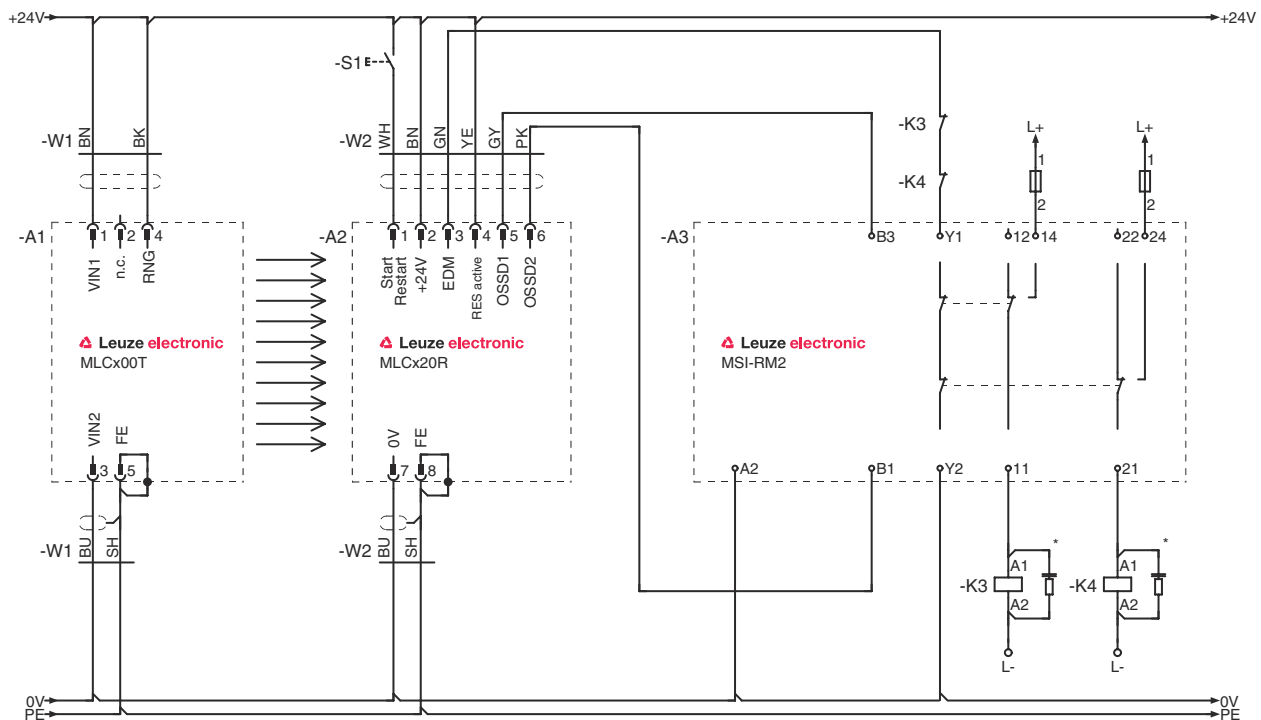 +24V
+24V
-S1
-W1
BN
BK
-W2
WH
BN
GN
YE
GY
PK
-K3
-K4
L+
1
2
L+
1
2
-A1
1
2
4
VIN1
n.c.
RNG
-A2
1
2
3
4
5
6
Start
Restart
+24V
EDM
RES active
OSSD1
OSSD2
-A3
B3
Y1
12
14
22
24
Leuze electronic
MLCx00T
Leuze electronic
MLCx20R
Leuze electronic
MSI-RM2
VIN2
FE
3
5
0V
FE
7
8
A2
B1
Y2
11
21
-W1
BU
SH
-W2
BU
SH
-K3
A1
A2
*
-K4
A1
A2
*
L-
L-
0V
0V
PE
PE